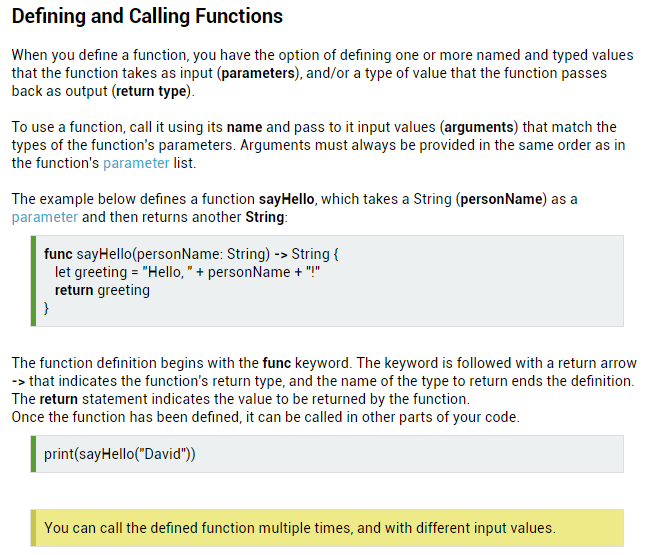 Defining and Calling Functions
When you define a function, you have the option of defining one or more named and typed values
that the function takes as input (parameters), and/or a type of value that the function passes
back as output (return type).
To use a function, call it using its name and pass to it input values (arguments) that match the
types of the function's parameters. Arguments must always be provided in the same order as in
the function's parameter list.
The example below defines a function sayHello, which takes a String (personName) as a
parameter and then returns another String:
func sayHello(personName: String) -> String {
let greeting = "Hello, " + personName + "!"
return greeting
}
The function definition begins with the func keyword. The keyword is followed with a return arrow
-> that indicates the function's return type, and the name of the type to return ends the definition.
The return statement indicates the value to be returned by the function.
Once the function has been defined, it can be called in other parts of your code.
print(sayHello("David"))
You can call the defined function multiple times, and with different input values.